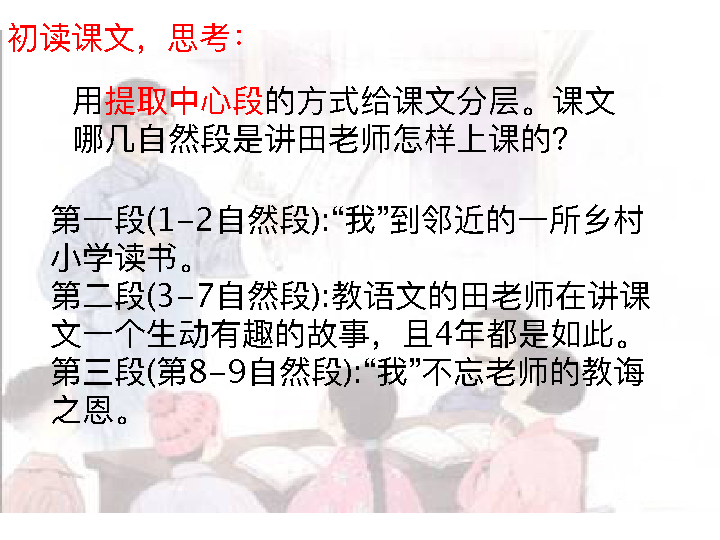 初读课文，思考：
用提取中心段的方式给课文分层。课文
哪几自然段是讲田老师怎样上课的？
第一段(1-2自然段):“我”到邻近的一所乡村
小学读书。
第二段(3-7自然段):教语文的田老师在讲课
文一个生动有趣的故事，且4年都是如此。
第三段(第8-9自然段):“我”不忘老师的教诲
之恩。